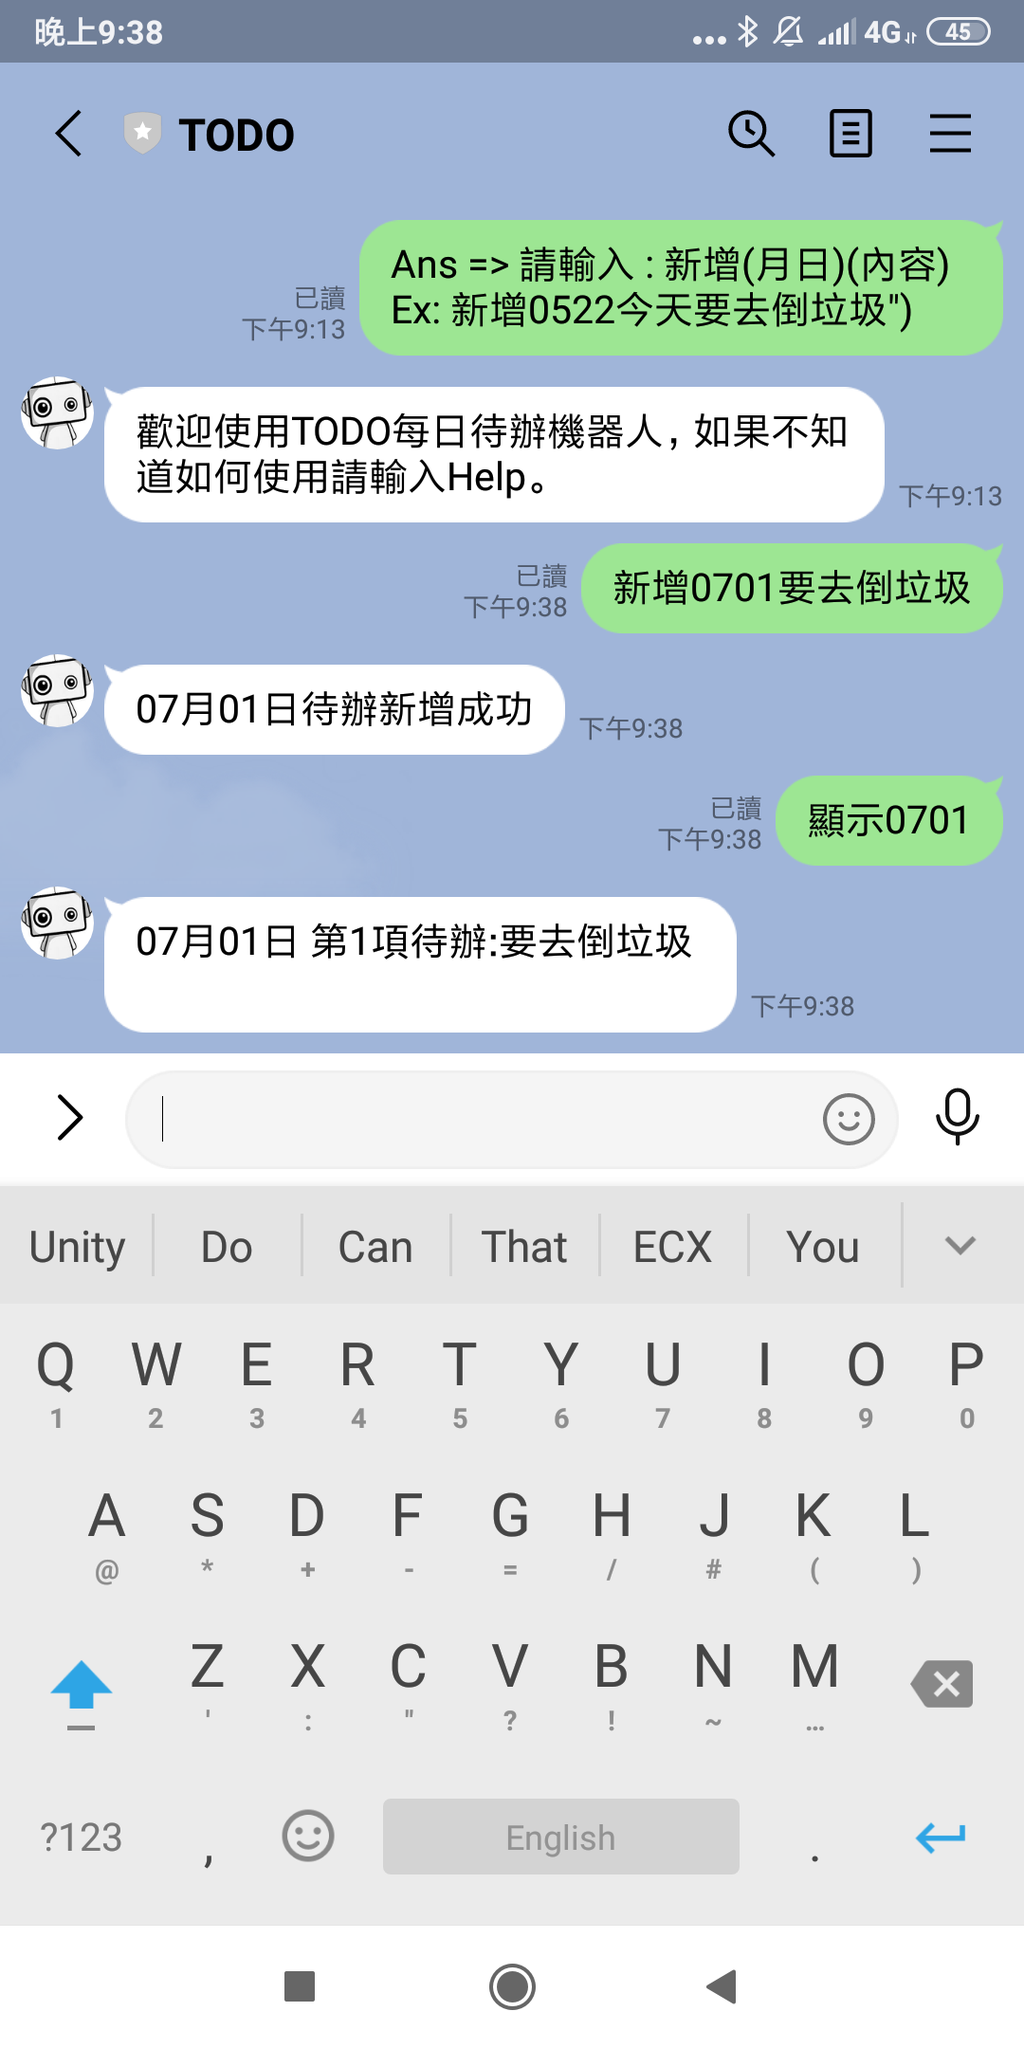 晚上9:38
4G
45
TODO
Ans => 請輸入 : 新增(月日)(內容)
Ex: 新增0522今天要去倒垃圾")
已讀
下午9:13
歡迎使用TODO每日待辦機器人, 如果不知
道如何使用請輸入Help。
下午9:13
已讀
下午9:38
新增0701要去倒垃圾
07月01日待辦新增成功
下午9:38
已讀
下午9:38
顯示0701
07月01日 第1項待辦:要去倒垃圾
下午9:38
Unity Do Can That ECX You
Q W E R T Y U I O P
1 2 3 4 5 6 7 8 9 0
A S D F G H J K L
@ * + - = / # ( )
Z X C V B N M
' : " ? ! ~ …
?123 , English .